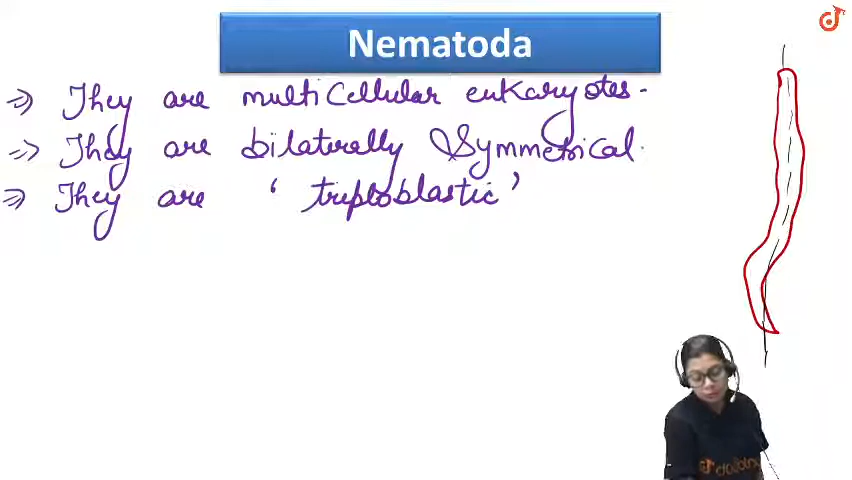 Nematoda
=> They are multicellular eukaryotes.
=> They are bilaterally Symmetrical.
=> They are ' triploblastic'